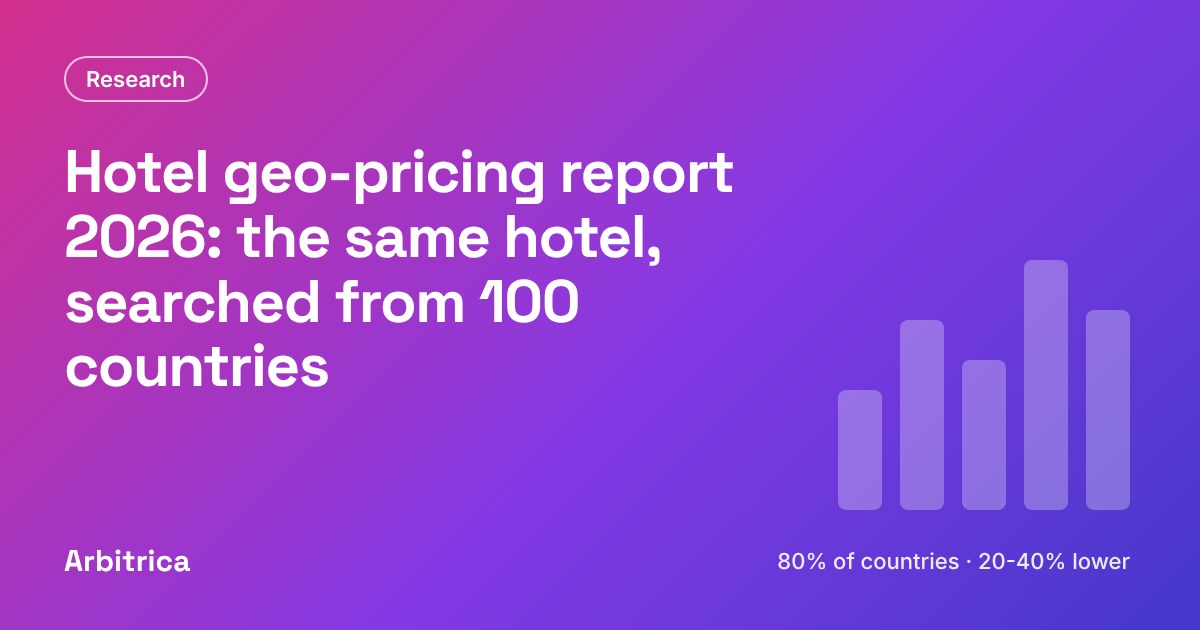 Research
Hotel geo-pricing report
2026: the same hotel,
searched from 100
countries
Arbitrica
80% of countries · 20-40% lower